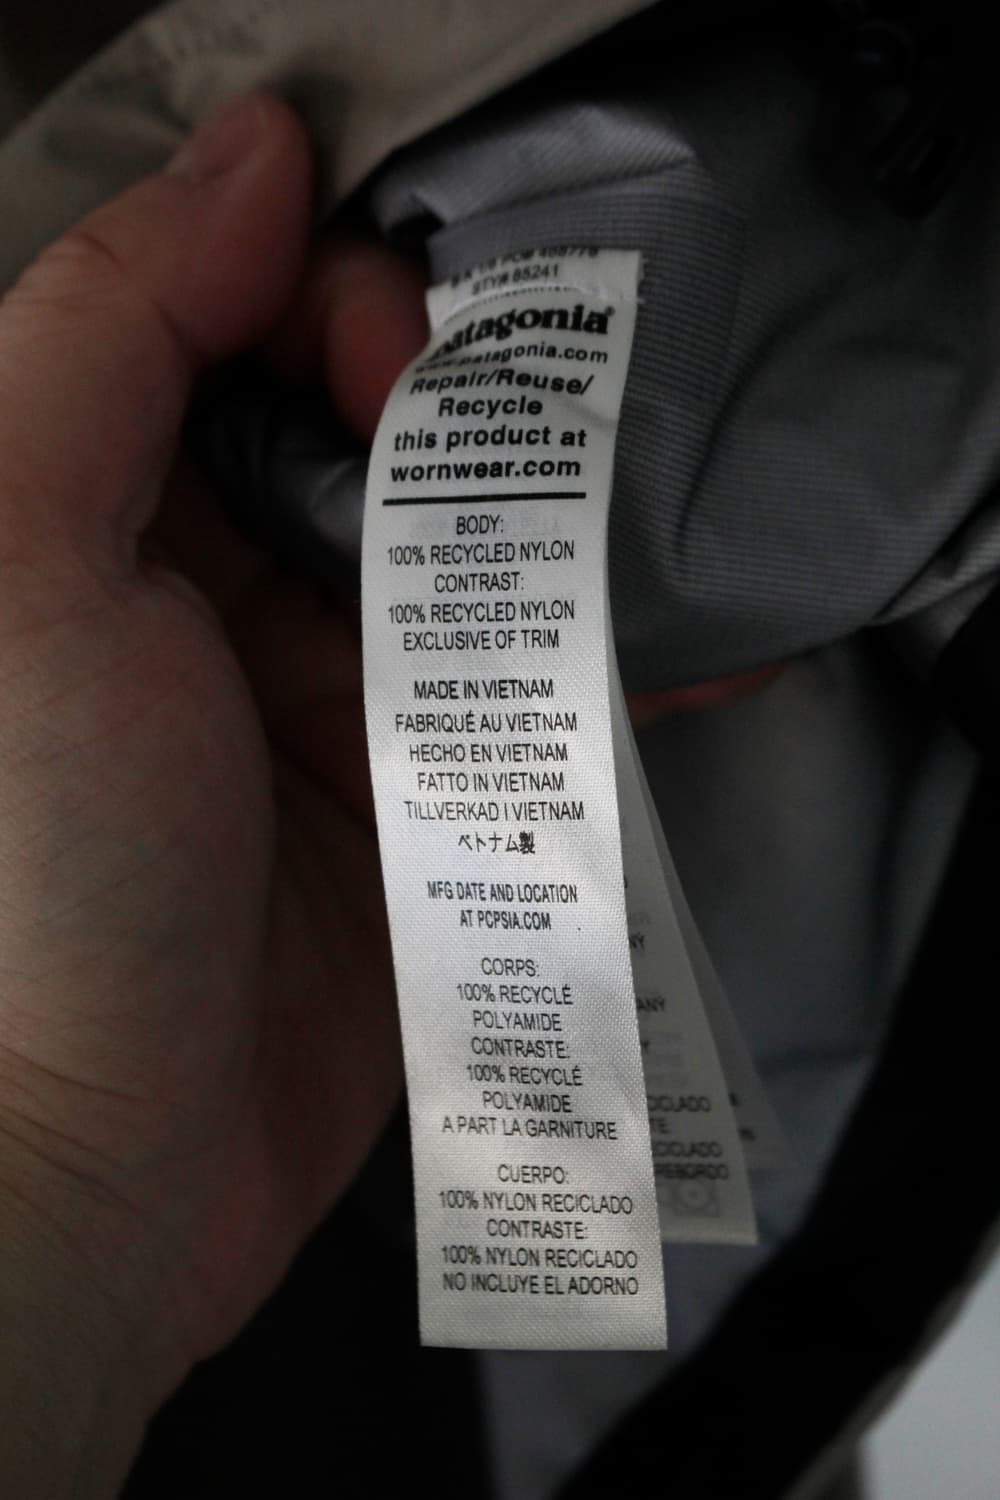 STY# 85241
patagonia®
www.patagonia.com
Repair/Reuse/
Recycle
this product at
wornwear.com
BODY:
100% RECYCLED NYLON
CONTRAST:
100% RECYCLED NYLON
EXCLUSIVE OF TRIM
MADE IN VIETNAM
FABRIQUÉ AU VIETNAM
HECHO EN VIETNAM
FATTO IN VIETNAM
TILLVERKAD I VIETNAM
ベトナム製
MFG DATE AND LOCATION
AT PCPSIA.COM
CORPS:
100% RECYCLÉ
POLYAMIDE
CONTRASTE:
100% RECYCLÉ
POLYAMIDE
A PART LA GARNITURE
CUERPO:
100% NYLON RECICLADO
CONTRASTE:
100% NYLON RECICLADO
NO INCLUYE EL ADORNO